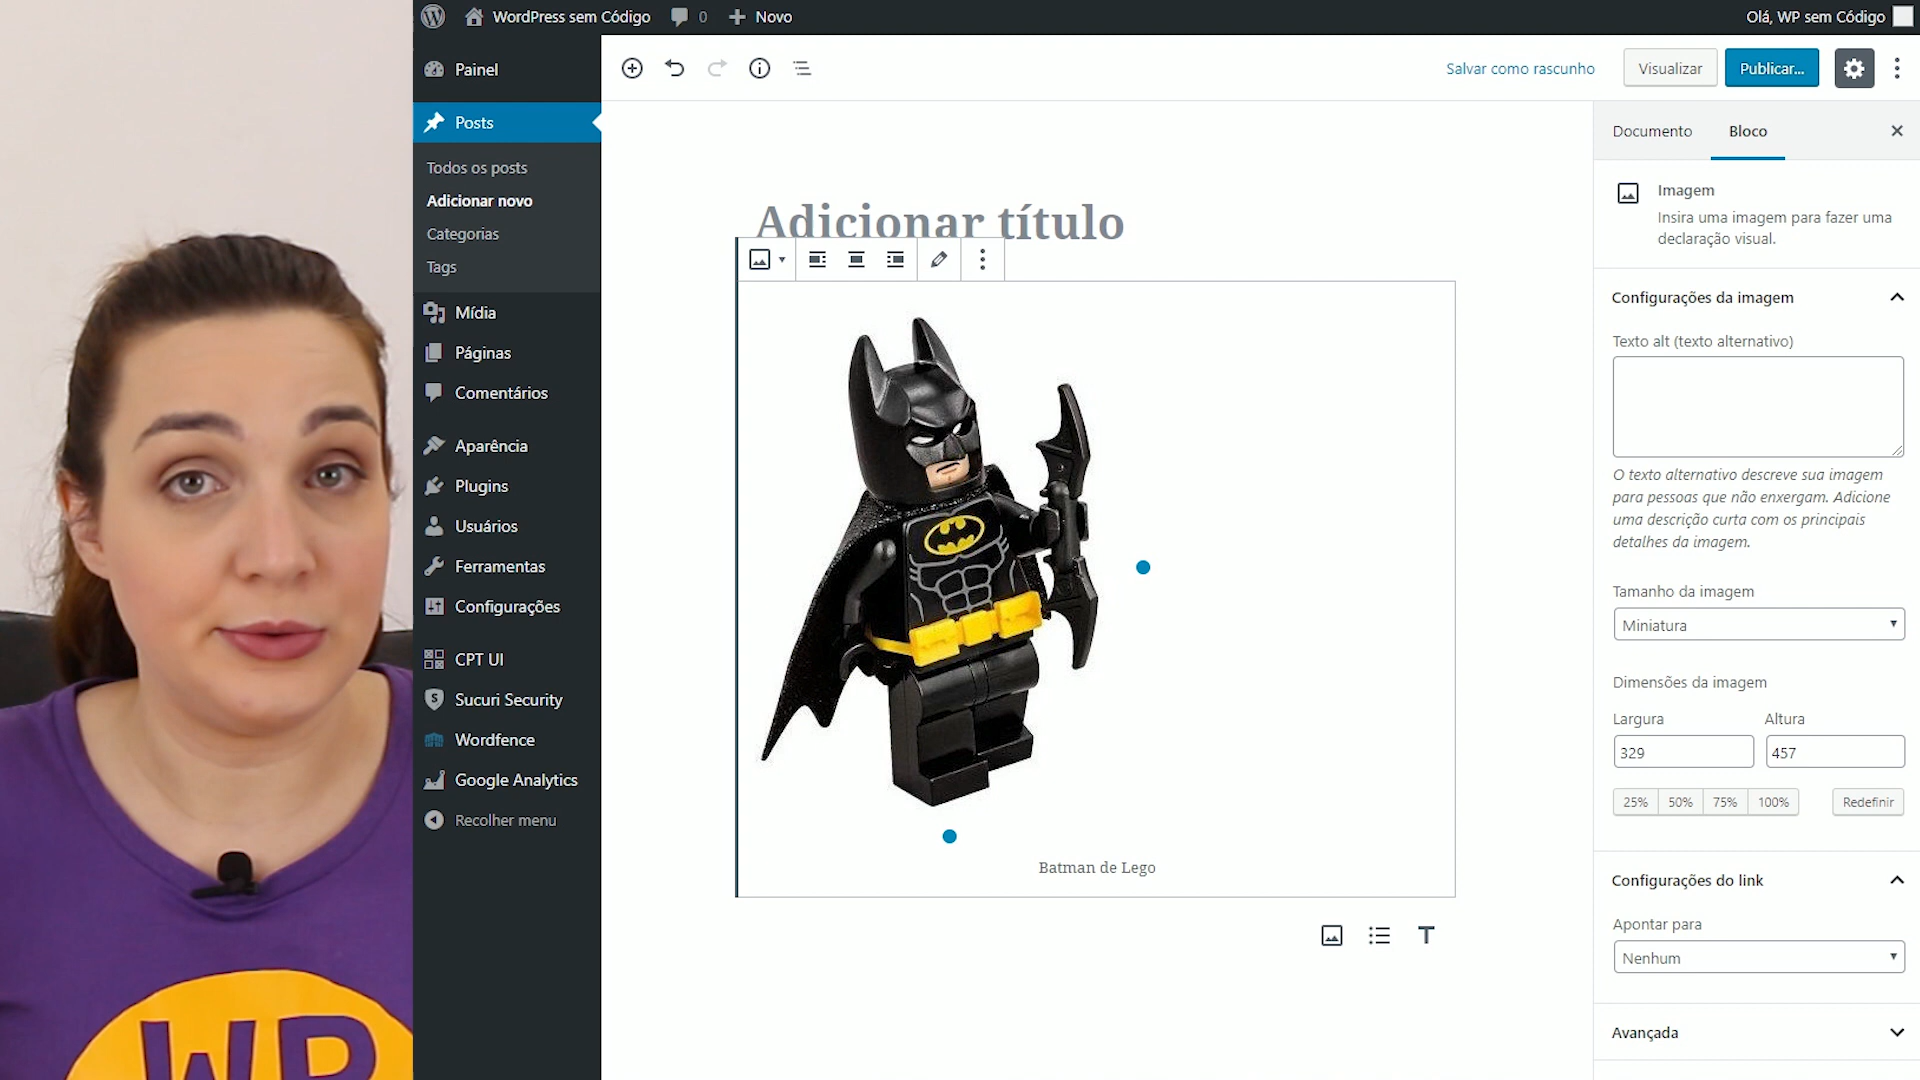 WordPress sem Código
0
Novo
Olá, WP sem Código
Painel
Posts
Todos os posts
Adicionar novo
Categorias
Tags
Mídia
Páginas
Comentários
Aparência
Plugins
Usuários
Ferramentas
Configurações
CPT UI
Sucuri Security
Wordfence
Google Analytics
Recolher menu
Salvar como rascunho
Visualizar
Publicar...
Adicionar título
Batman de Lego
Documento
Bloco
Imagem
Insira uma imagem para fazer uma
declaração visual.
Configurações da imagem
Texto alt (texto alternativo)
O texto alternativo descreve sua imagem
para pessoas que não enxergam. Adicione
uma descrição curta com os principais
detalhes da imagem.
Tamanho da imagem
Miniatura
Dimensões da imagem
Largura
Altura
329
457
25%
50%
75%
100%
Redefinir
Configurações do link
Apontar para
Nenhum
Avançada
WP